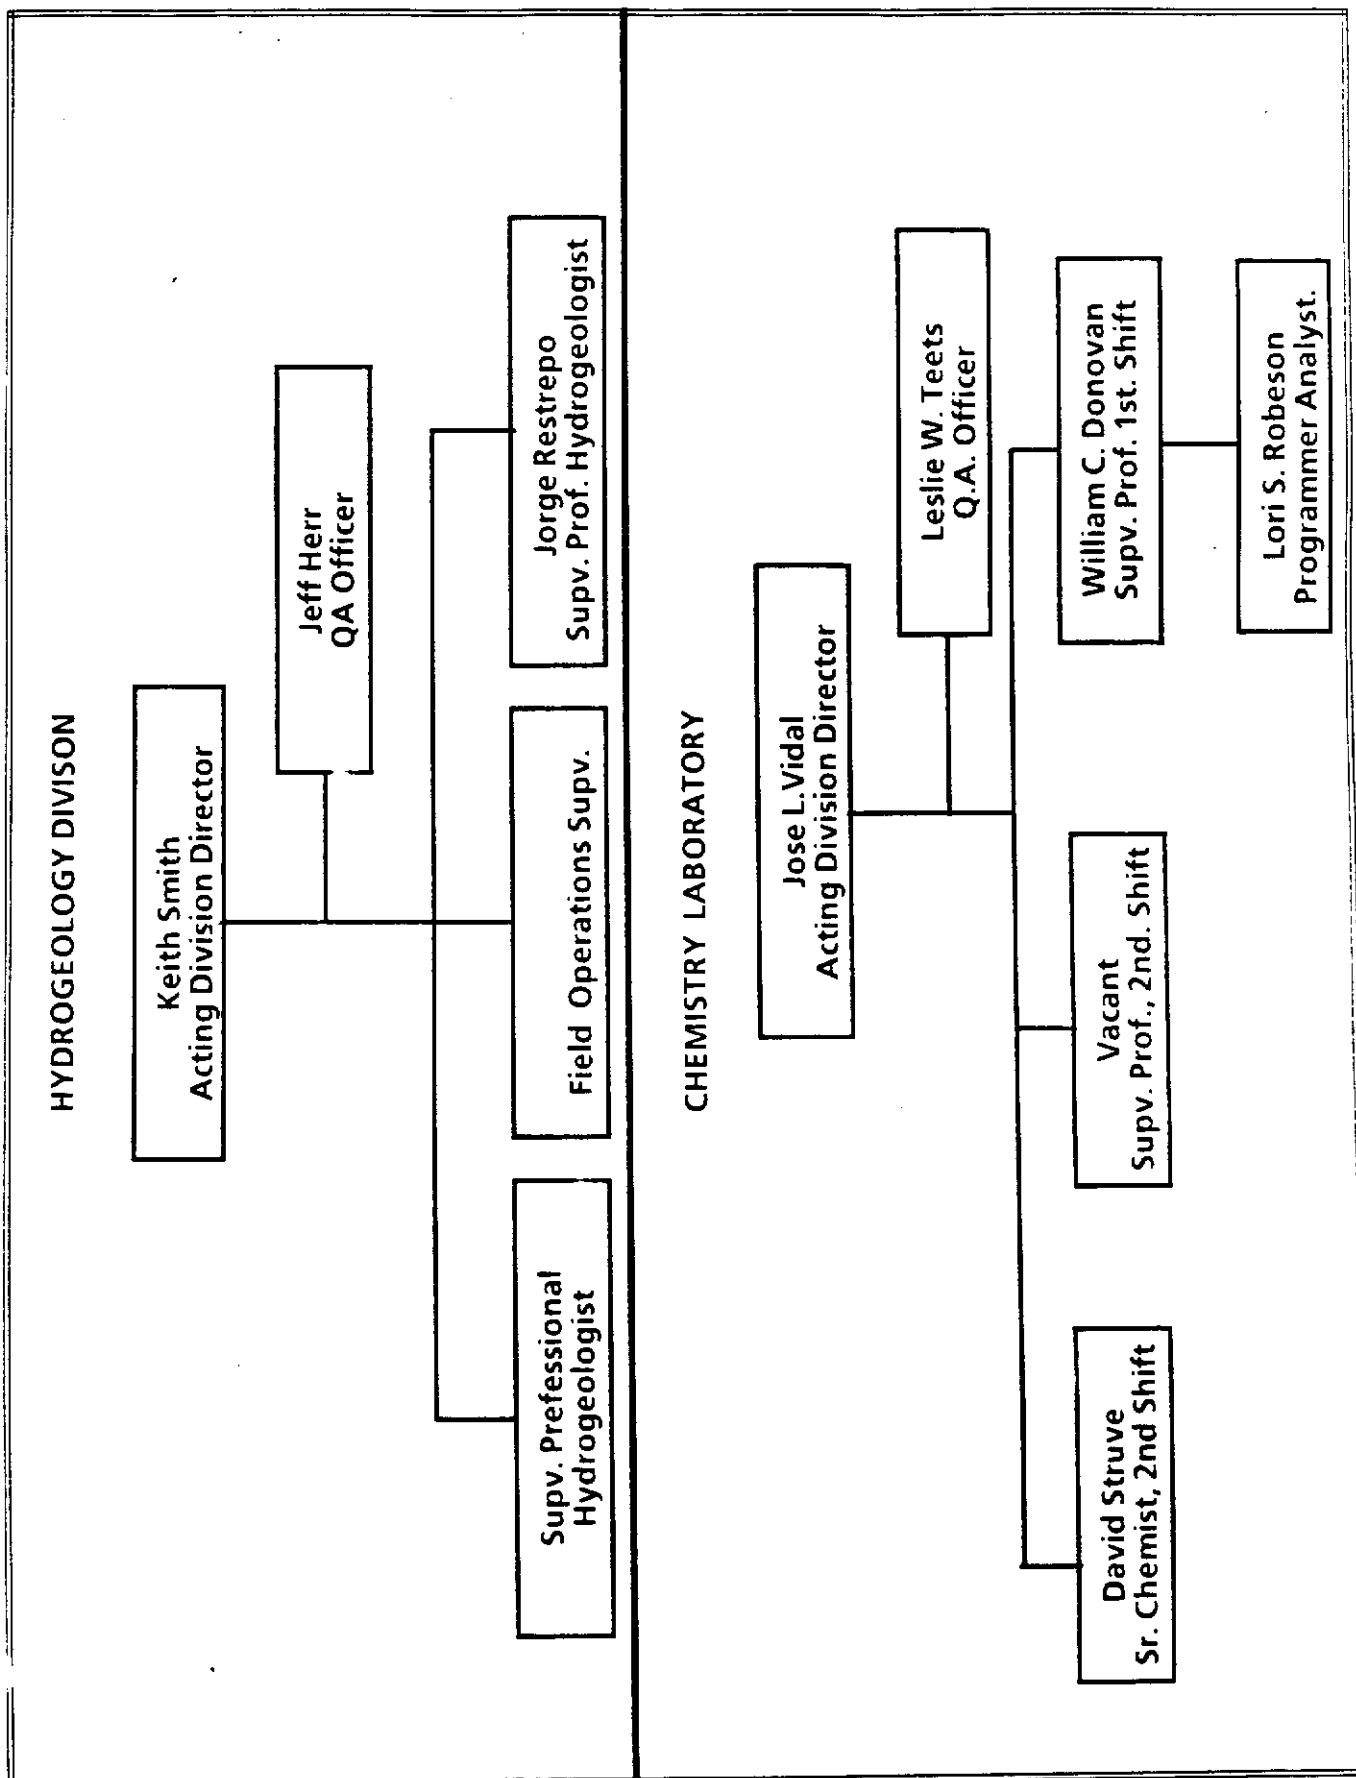 HYDROGEOLOGY DIVISON
Keith Smith
Acting Division Director
Jeff Herr
QA Officer
Supv. Prefessional
Hydrogeologist
Field Operations Supv.
Jorge Restrepo
Supv. Prof. Hydrogeologist
CHEMISTRY LABORATORY
Jose L.Vidal
Acting Division Director
Leslie W. Teets
Q.A. Officer
David Struve
Sr. Chemist, 2nd Shift
Vacant
Supv. Prof., 2nd. Shift
William C. Donovan
Supv. Prof. 1st. Shift
Lori S. Robeson
Programmer Analyst.